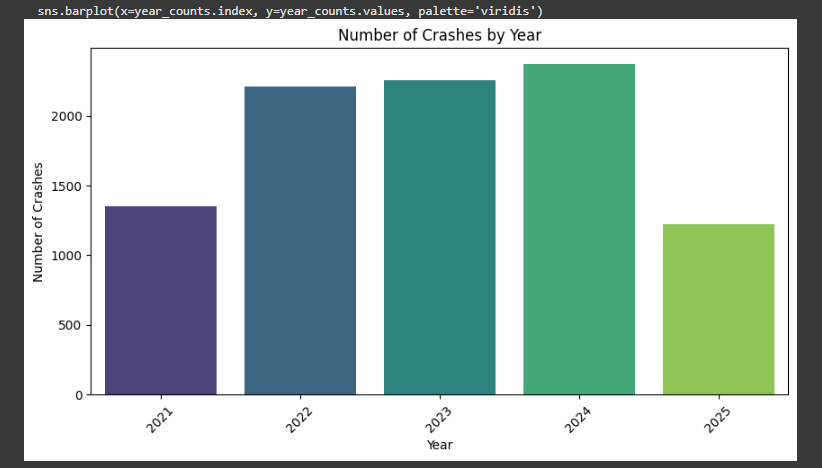 sns.barplot(x=year_counts.index, y=year_counts.values, palette='viridis')
Number of Crashes by Year
Number of Crashes
2000
1500
1000
500
0
2021
2022
2023
2024
2025
Year